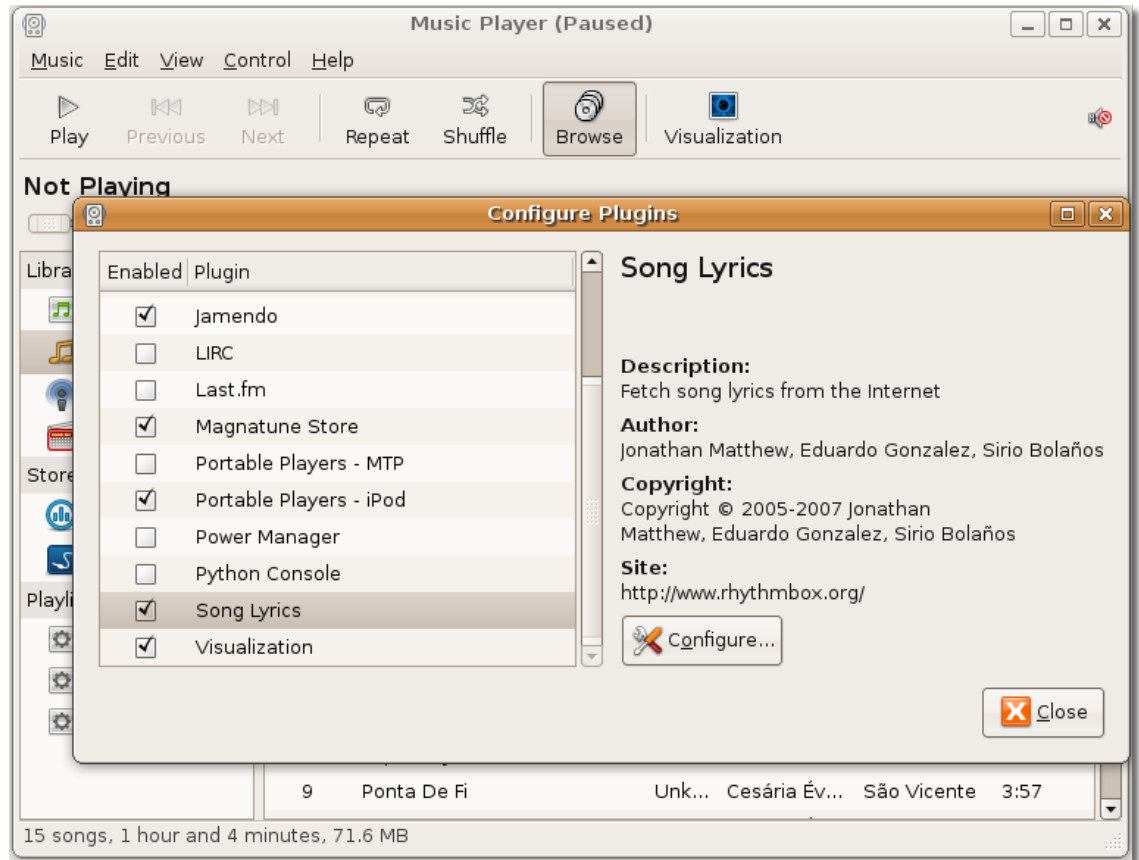 Music Player (Paused)
Music Edit View Control Help
Play Previous Next Repeat Shuffle Browse Visualization
Not Playing
Configure Plugins
Libra
Store
Playli
Enabled Plugin
Jamendo
LIRC
Last.fm
Magnatune Store
Portable Players - MTP
Portable Players - iPod
Power Manager
Python Console
Song Lyrics
Visualization
Song Lyrics
Description:
Fetch song lyrics from the Internet
Author:
Jonathan Matthew, Eduardo Gonzalez, Sirio Bolaños
Copyright:
Copyright © 2005-2007 Jonathan
Matthew, Eduardo Gonzalez, Sirio Bolaños
Site:
http://www.rhythmbox.org/
Configure...
Close
9 Ponta De Fi Unk... Cesária Év... São Vicente 3:57
15 songs, 1 hour and 4 minutes, 71.6 MB